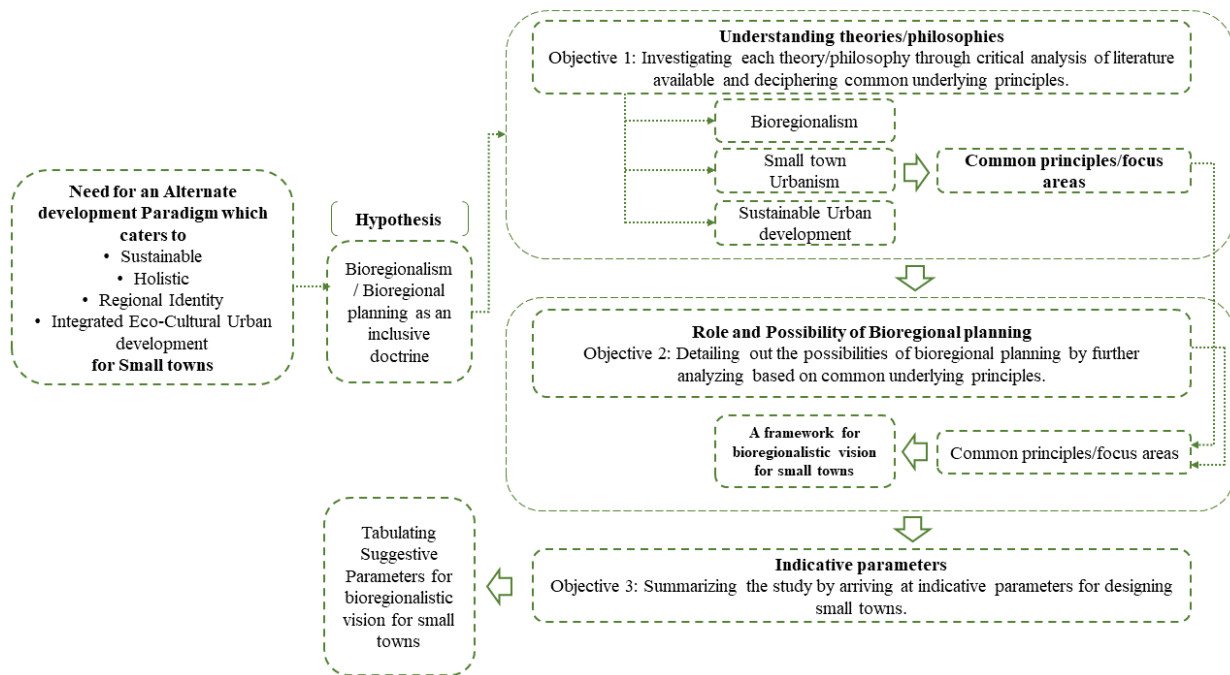 Need for an Alternate
development Paradigm which
caters to
• Sustainable
• Holistic
• Regional Identity
• Integrated Eco-Cultural Urban
development
for Small towns
Hypothesis
Bioregionalism
/ Bioregional
planning as an
inclusive
doctrine
Understanding theories/philosophies
Objective 1: Investigating each theory/philosophy through critical analysis of literature
available and deciphering common underlying principles.
Bioregionalism
Small town
Urbanism
Sustainable Urban
development
Common principles/focus
areas
Role and Possibility of Bioregional planning
Objective 2: Detailing out the possibilities of bioregional planning by further
analyzing based on common underlying principles.
A framework for
bioregionalistic vision
for small towns
Common principles/focus areas
Indicative parameters
Objective 3: Summarizing the study by arriving at indicative parameters for designing
small towns.
Tabulating
Suggestive
Parameters for
bioregionalistic
vision for small
towns